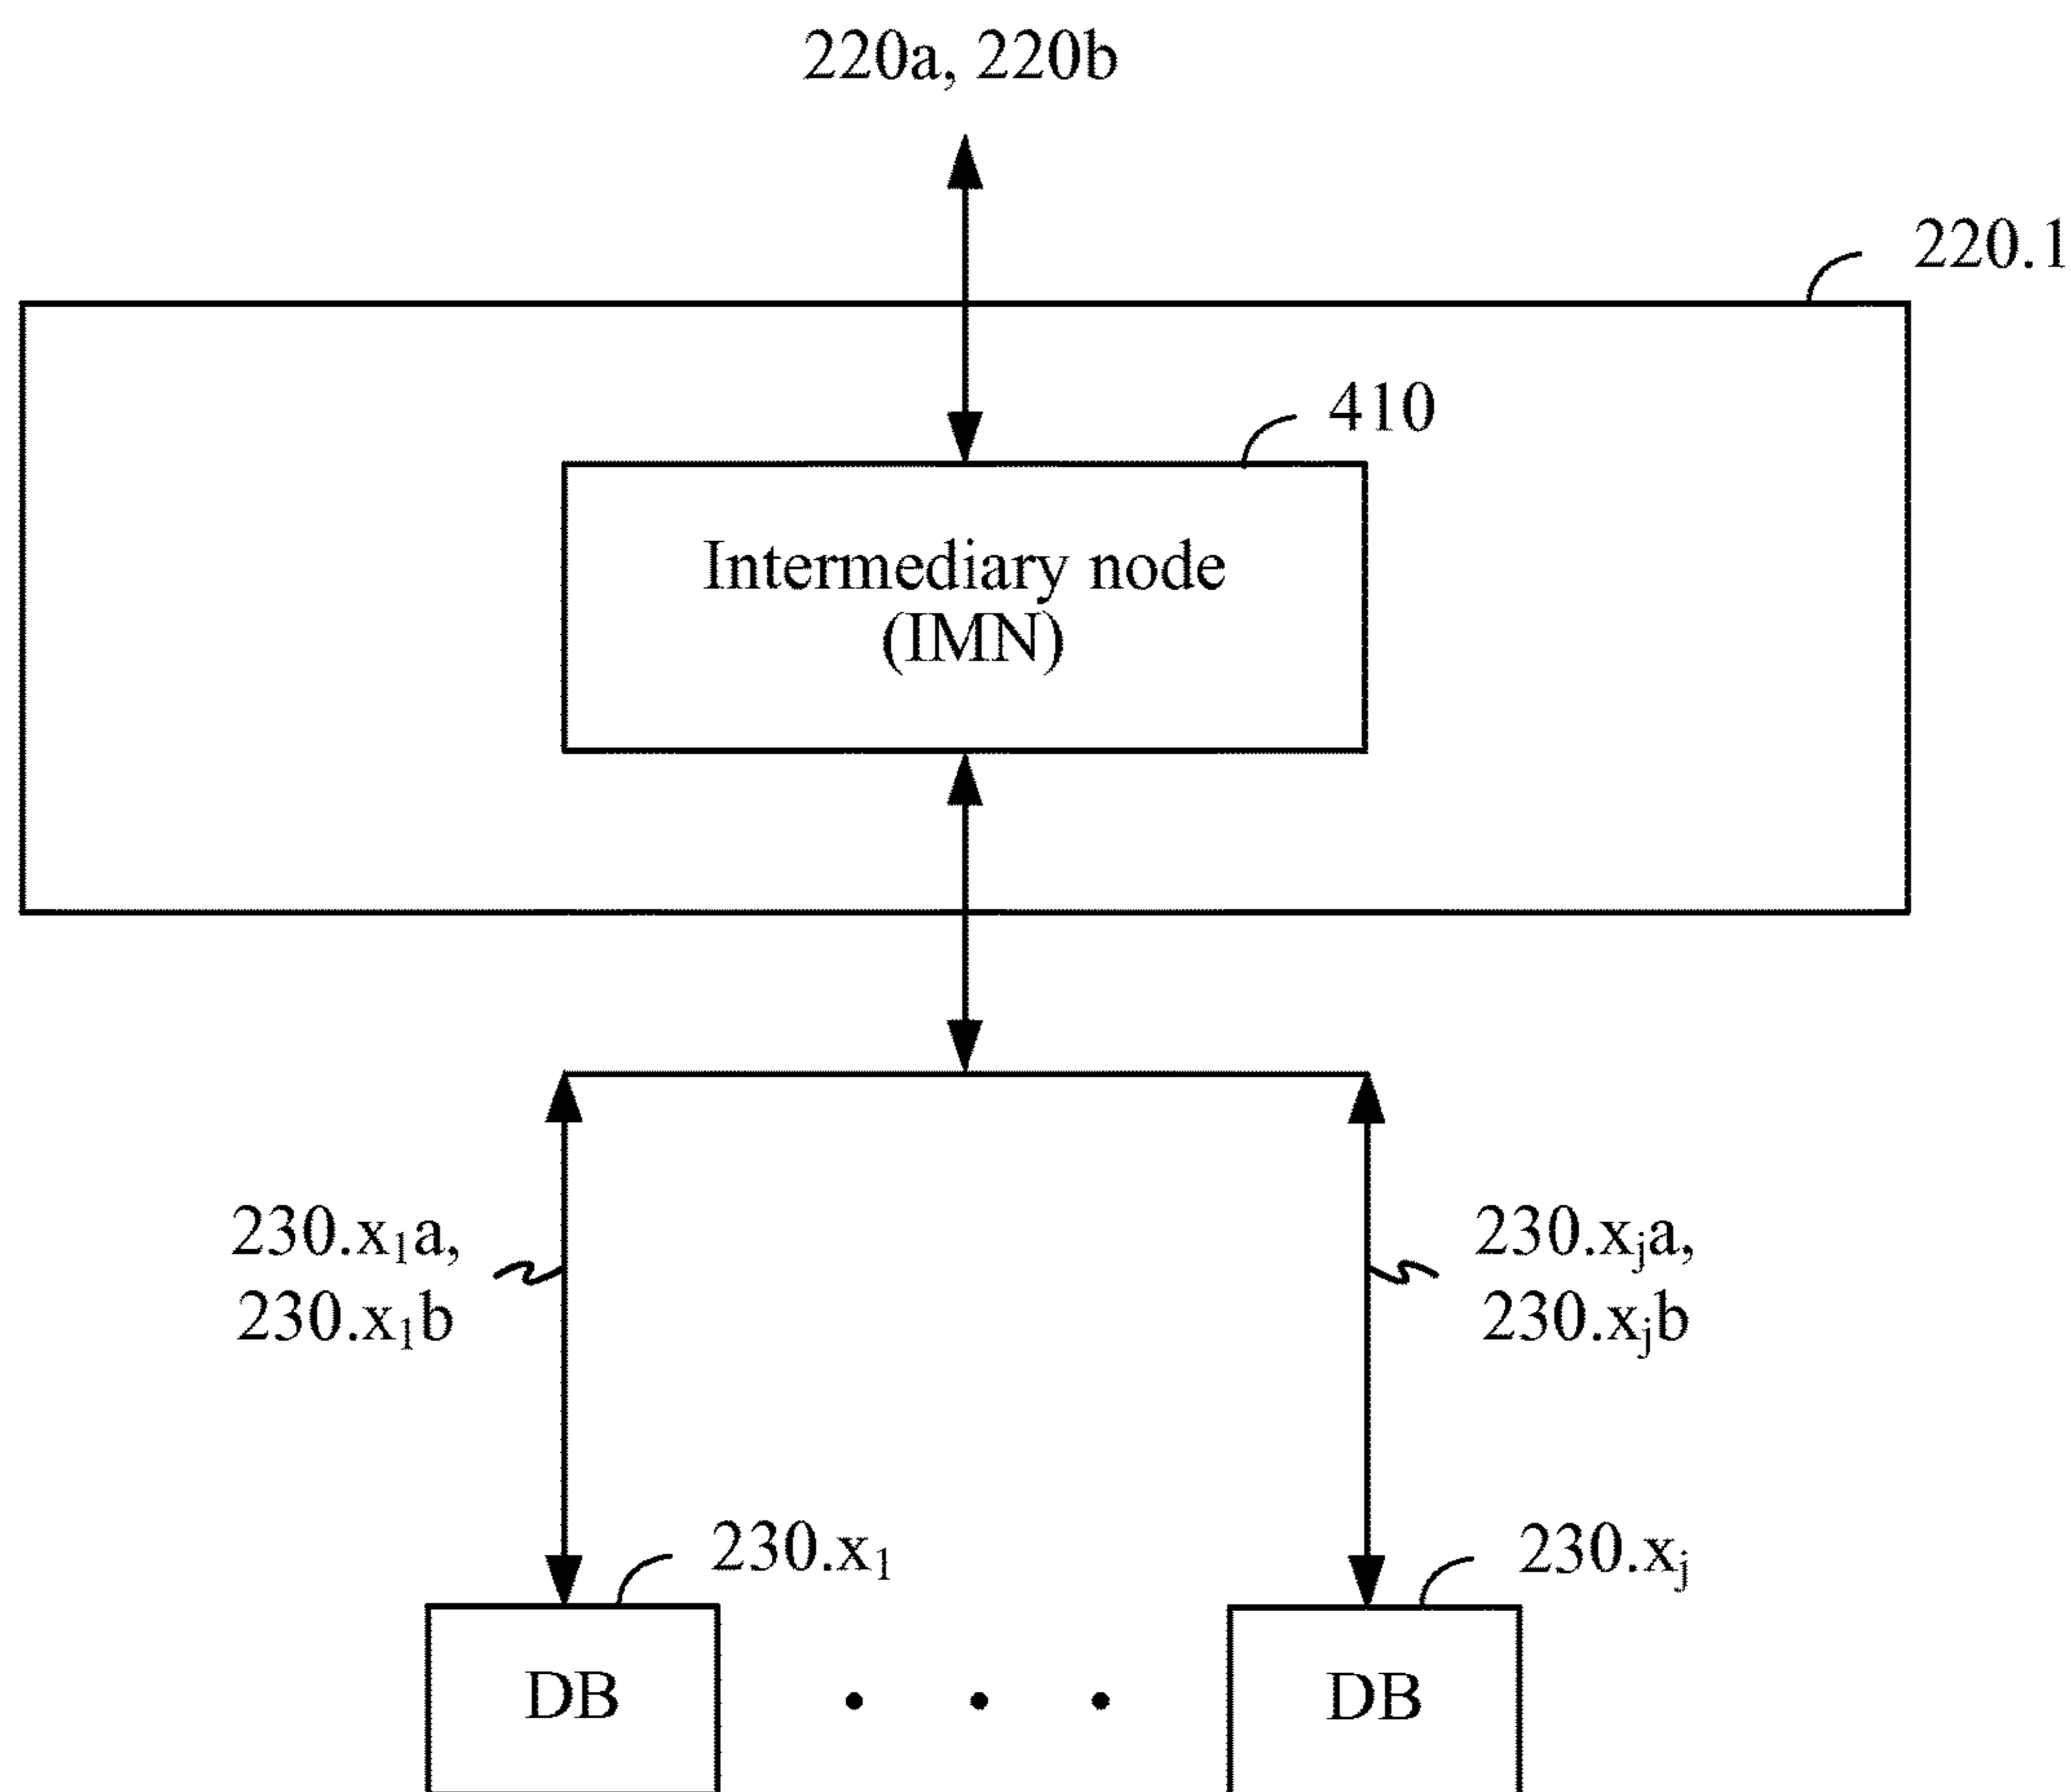 220a, 220b
220.1
410
Intermediary node
(IMN)
230.x₁a,
230.x₁b
230.xⱼa,
230.xⱼb
230.x₁
230.xⱼ
DB
DB